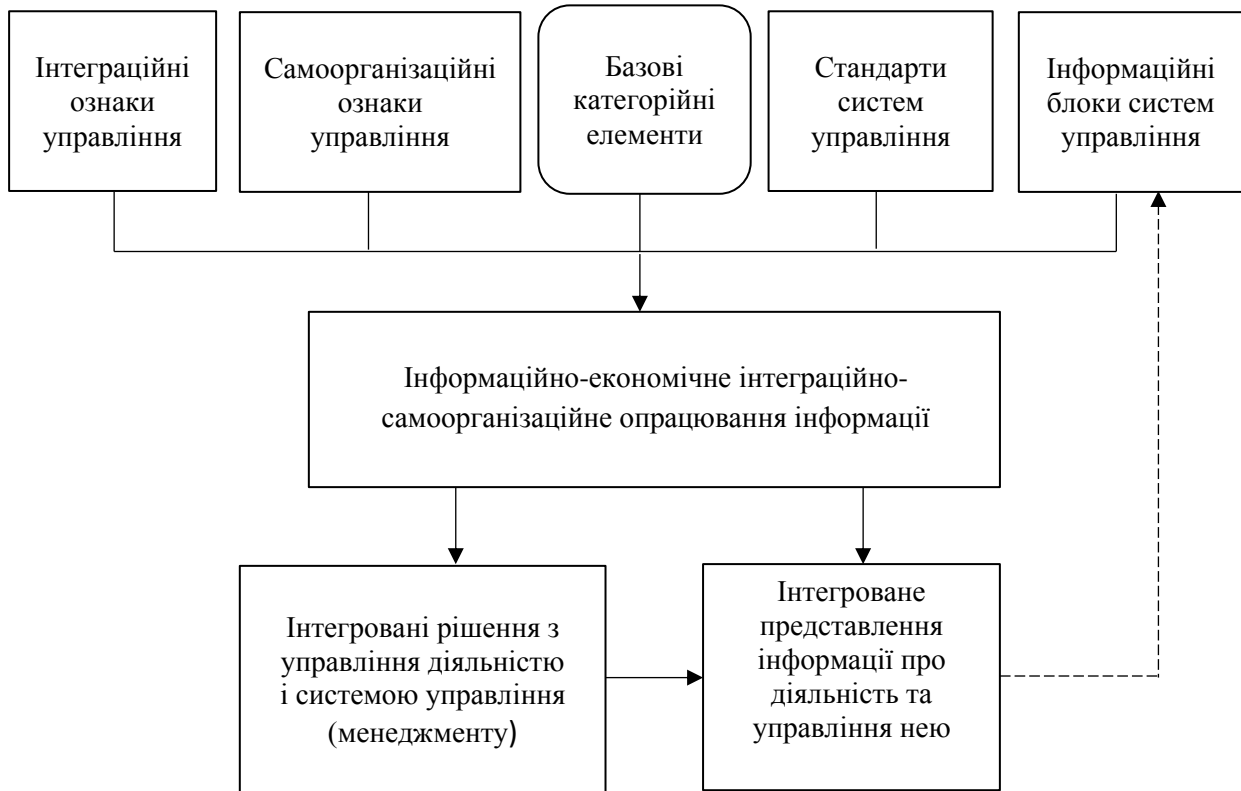 Інтеграційні
ознаки
управління
Самоорганізаційні
ознаки
управління
Базові
категорійні
елементи
Стандарти
систем
управління
Інформаційні
блоки систем
управління
Інформаційно-економічне інтеграційно-
самоорганізаційне опрацювання інформації
Інтегровані рішення з
управління діяльністю
і системою управління
(менеджменту)
Інтегроване
представлення
інформації про
діяльність та
управління нею